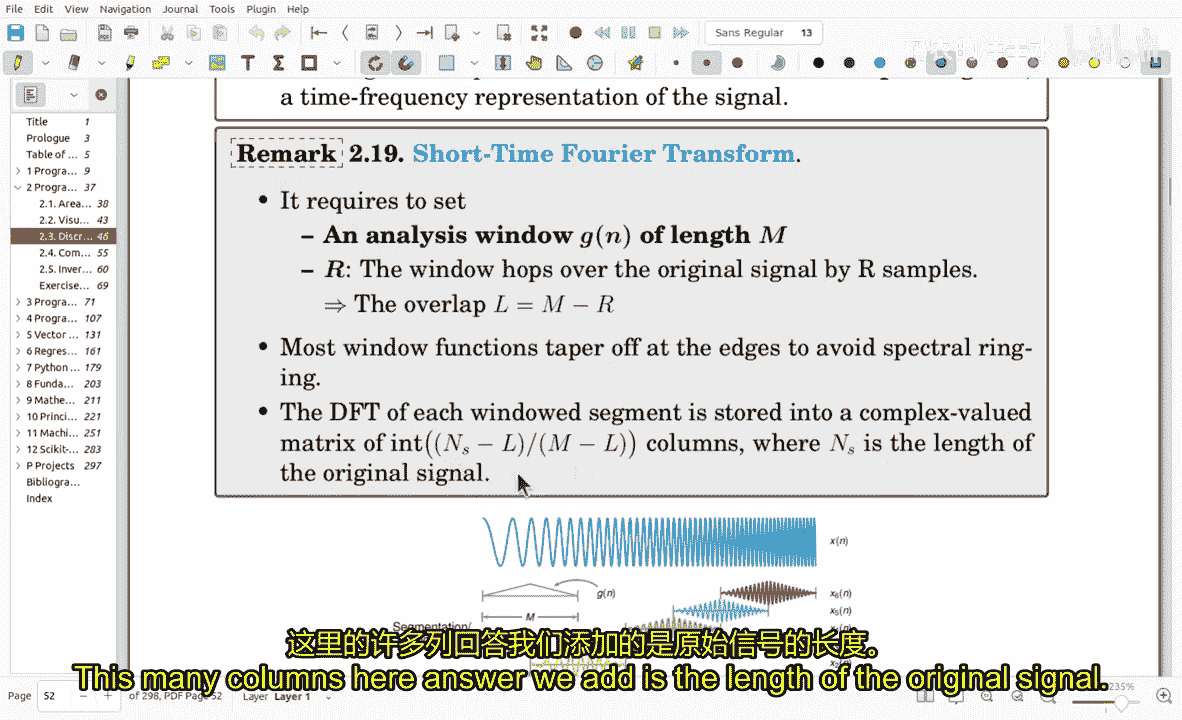 File Edit View Navigation Journal Tools Plugin Help
Sans Regular 13
a time-frequency representation of the signal.
Title 1
Prologue 3
Table of ... 5
1 Progra... 9
2 Progra... 37
2.1. Area... 38
2.2. Visu... 43
2.3. Discr... 46
2.4. Com... 55
2.5. Inver... 60
Exercise... 69
3 Progra... 71
4 Progra... 107
5 Vector ... 131
6 Regres... 161
7 Python ... 179
8 Funda... 203
9 Mathe... 211
10 Princi... 221
11 Machi... 251
12 Scikit-... 283
P Projects 297
Bibliogra...
Index
Remark 2.19. Short-Time Fourier Transform.
• It requires to set
– An analysis window g(n) of length M
– R: The window hops over the original signal by R samples.
⇒ The overlap L = M − R
• Most window functions taper off at the edges to avoid spectral ring-
ing.
• The DFT of each windowed segment is stored into a complex-valued
matrix of int((Nₛ − L)/(M − L)) columns, where Nₛ is the length of
the original signal.
x(n)
g(n)
x₆(n)
M
x₅(n)
Segmentation/
这里的许多列回答我们添加的是原始信号的长度。
This many columns here answer we add is the length of the original signal.
Page 52 of 298, PDF Page 52 Layer Layer 1
235%